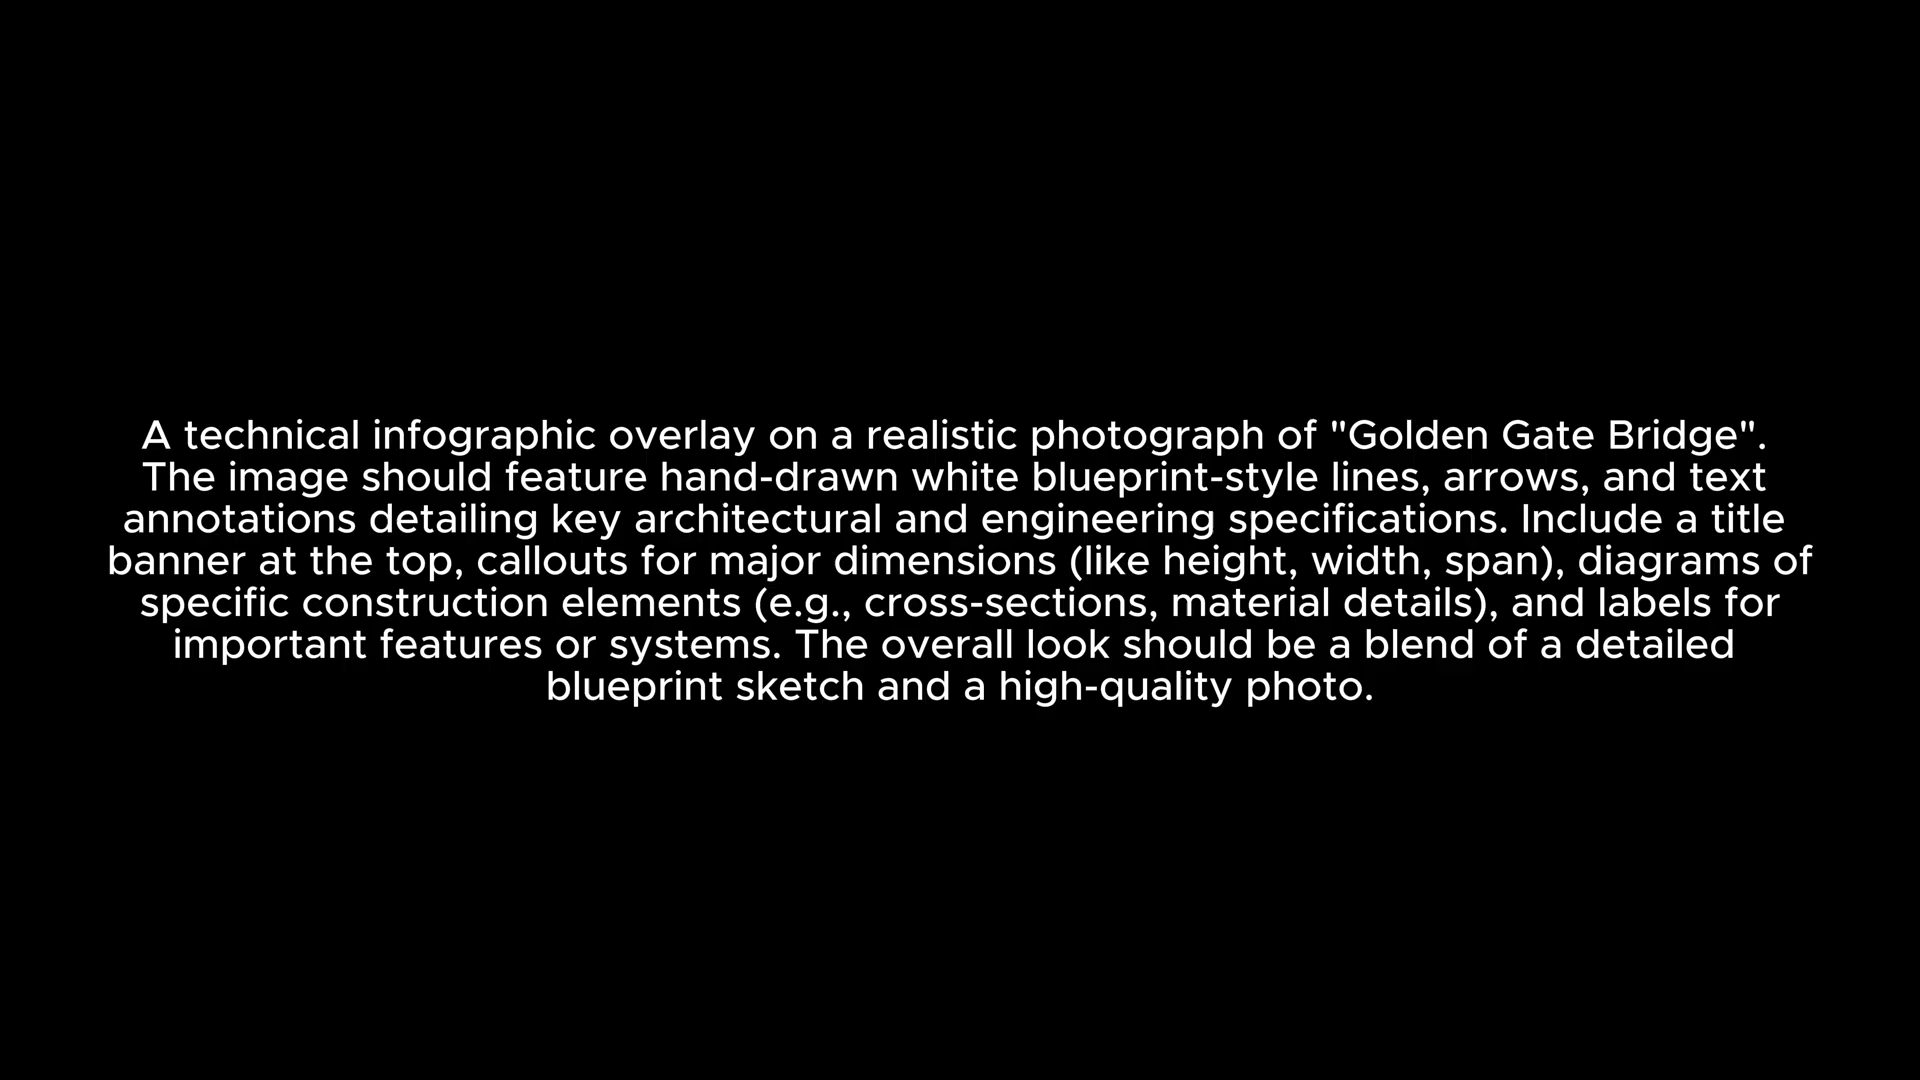 A technical infographic overlay on a realistic photograph of "Golden Gate Bridge".
The image should feature hand-drawn white blueprint-style lines, arrows, and text
annotations detailing key architectural and engineering specifications. Include a title
banner at the top, callouts for major dimensions (like height, width, span), diagrams of
specific construction elements (e.g., cross-sections, material details), and labels for
important features or systems. The overall look should be a blend of a detailed
blueprint sketch and a high-quality photo.